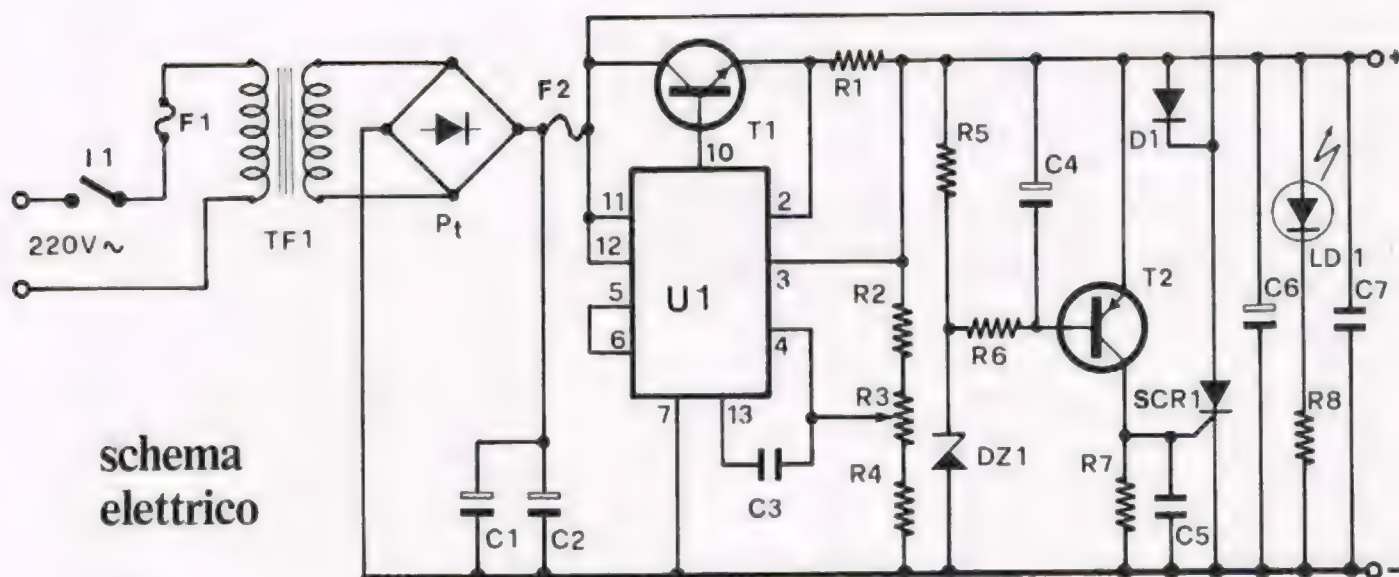 +
F1
F2
R1
T1
I1
R5
C4
D1
10
11
2
220V~
TF1
Pt
12
LD1
3
T2
5
U1
R2
C6
C7
6
4
R6
R3
SCR1
R8
7
13
schema
elettrico
R4
DZ1
R7
C3
C1
C2
C5
-